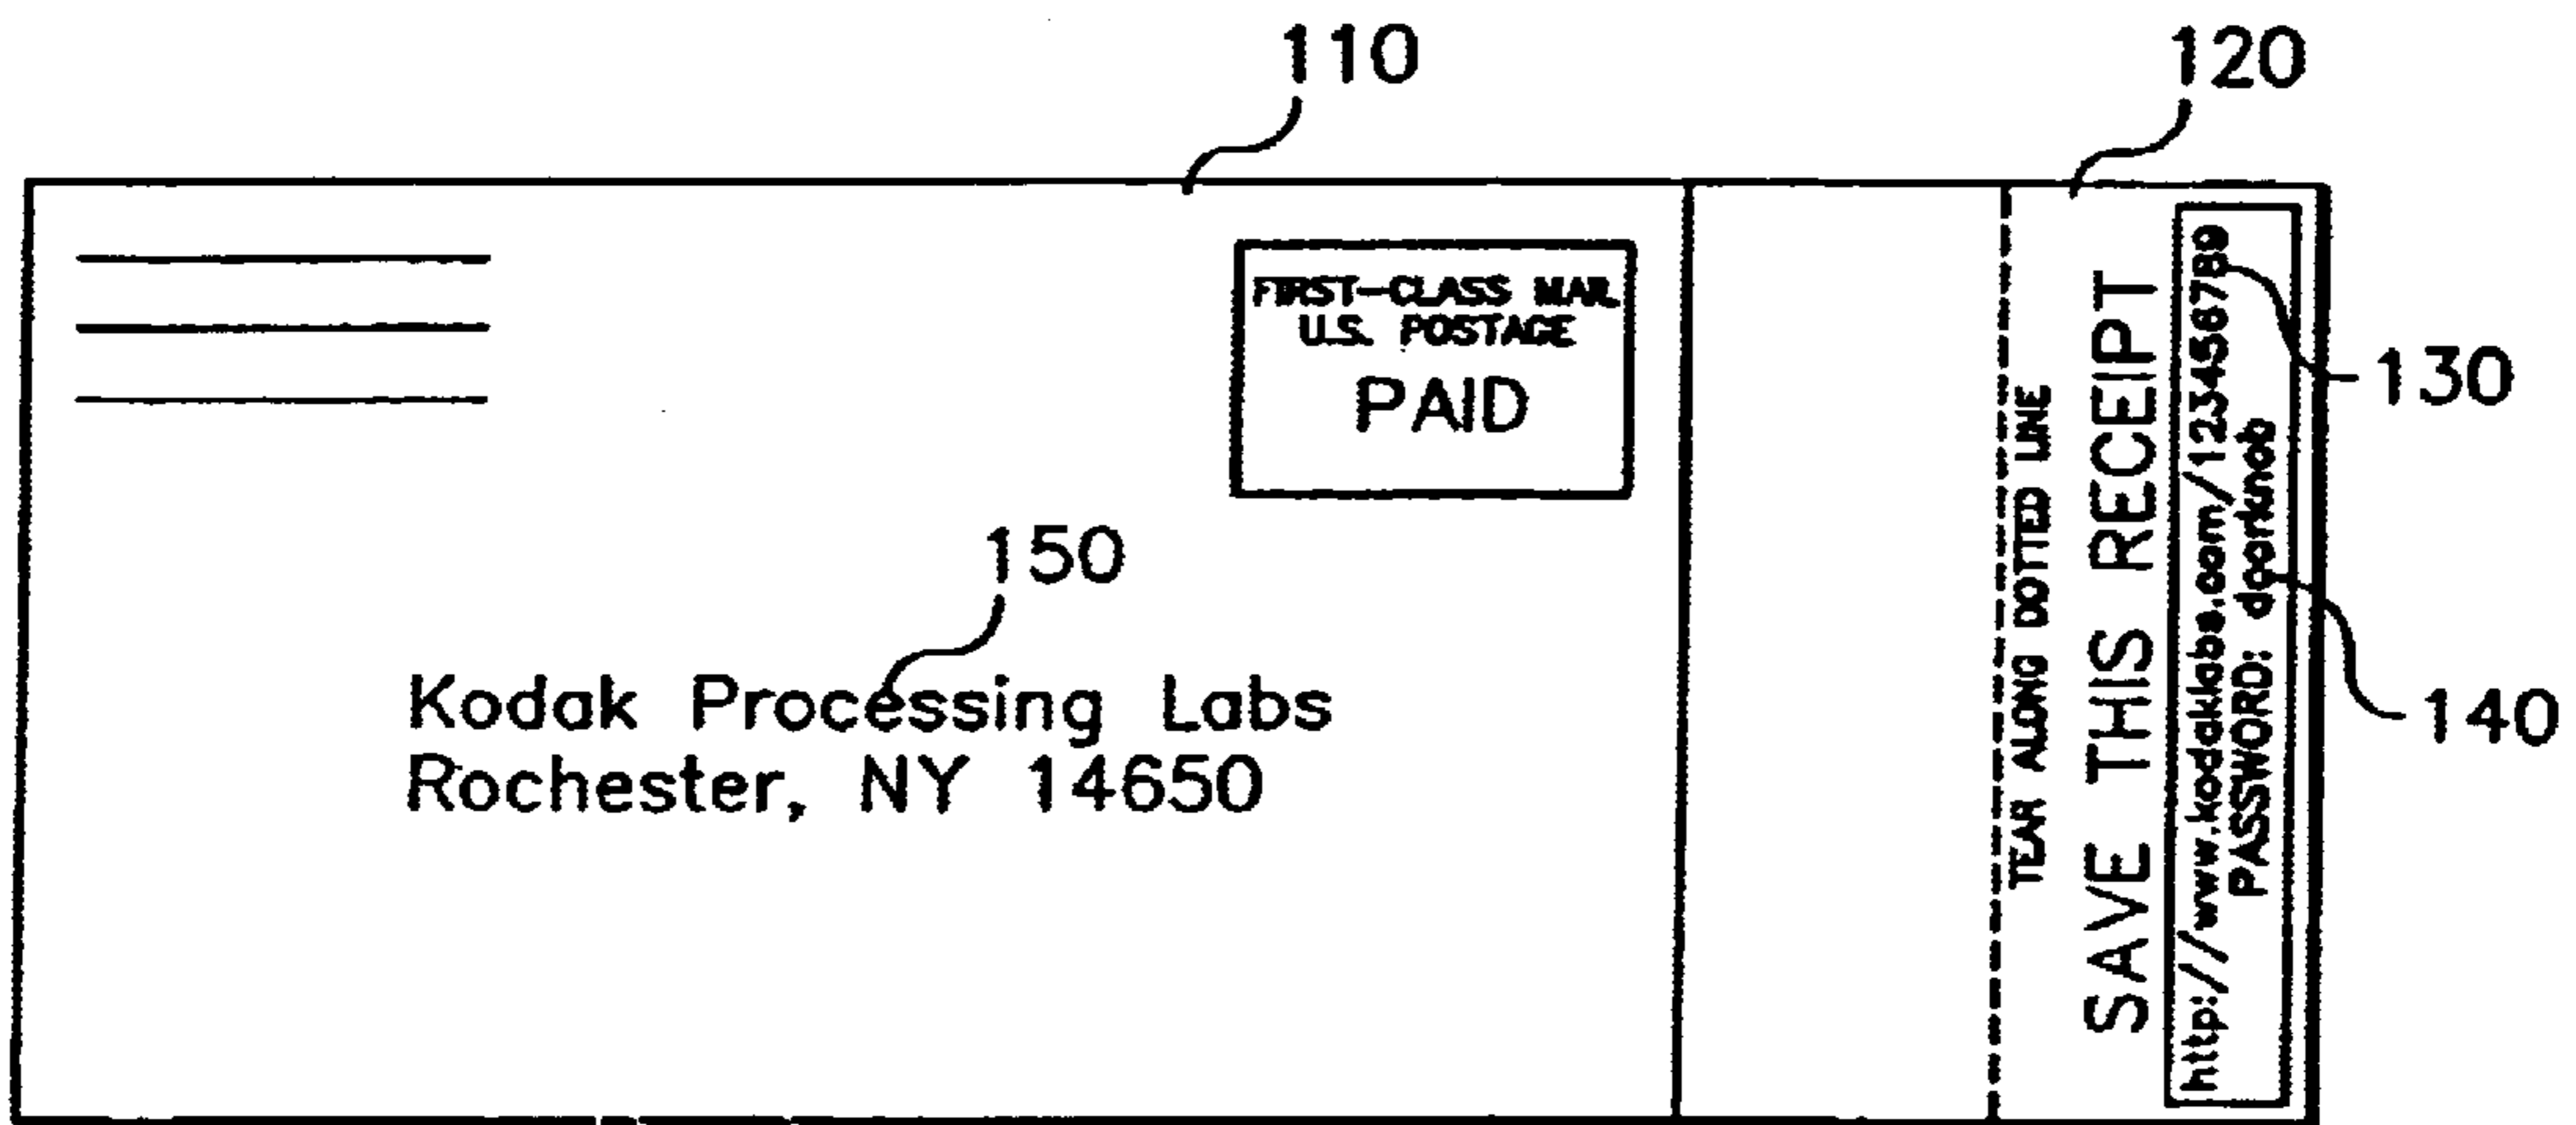 110
120
FIRST-CLASS MAIL
U.S. POSTAGE
PAID
150
Kodak Processing Labs
Rochester, NY 14650
TEAR ALONG DOTTED LINE
SAVE THIS RECEIPT
http://www.kodaklabs.com/123456789
PASSWORD: doorknob
130
140